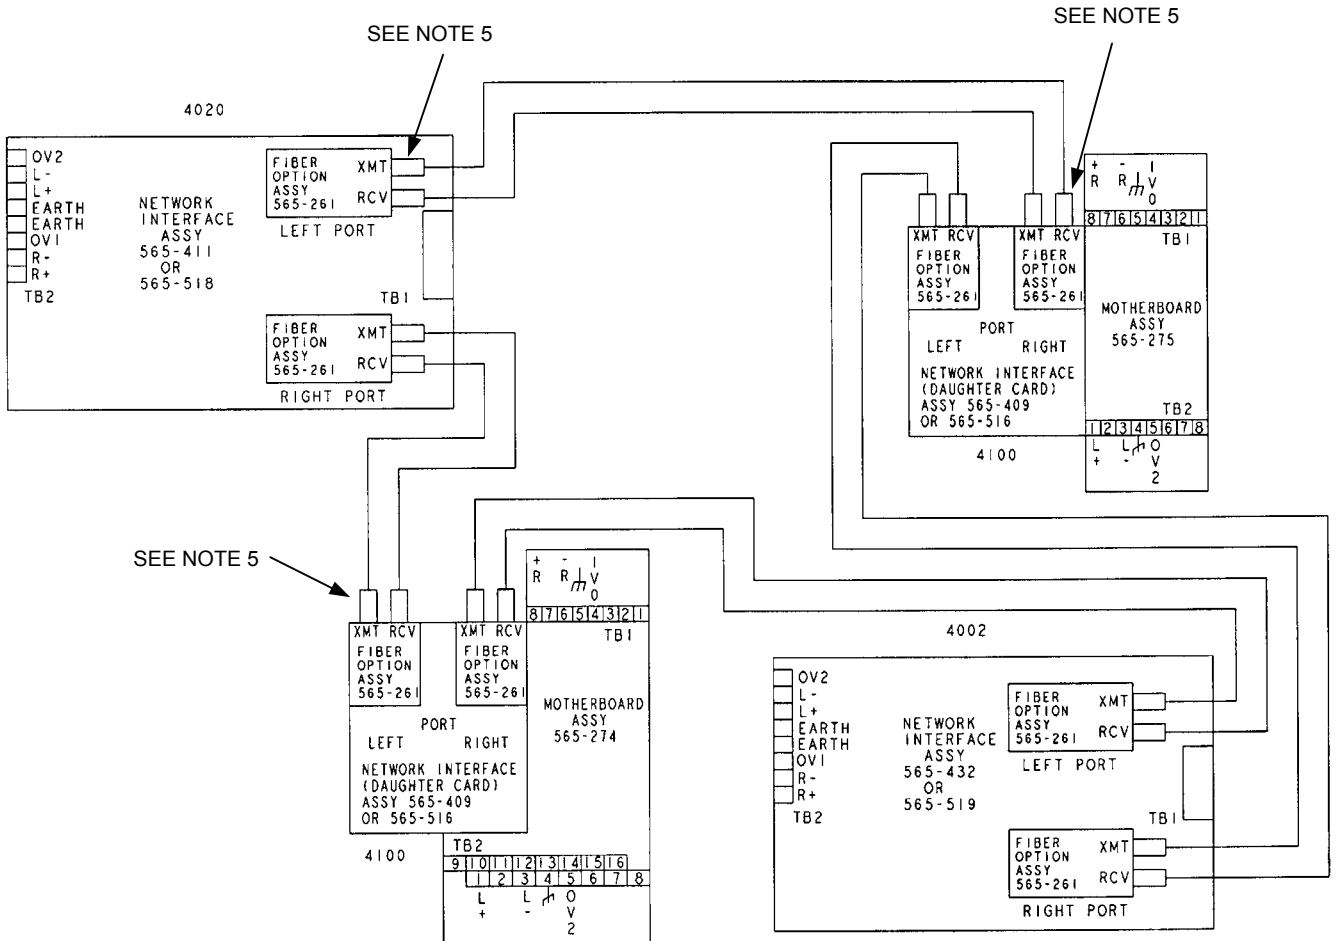 SEE NOTE 5
SEE NOTE 5
4020
OV2
L-
L+
EARTH
EARTH
OV1
R-
R+
TB2
NETWORK
INTERFACE
ASSY
565-411
OR
565-518
FIBER
OPTION
ASSY
565-261
XMT
RCV
LEFT PORT
TB1
FIBER
OPTION
ASSY
565-261
XMT
RCV
RIGHT PORT
+ - 1
R R V
0
8 7 6 5 4 3 2 1
TB1
XMT RCV
FIBER
OPTION
ASSY
565-261
XMT RCV
FIBER
OPTION
ASSY
565-261
PORT
LEFT RIGHT
NETWORK INTERFACE
(DAUGHTER CARD)
ASSY 565-409
OR 565-516
MOTHERBOARD
ASSY
565-275
TB2
1 2 3 4 5 6 7 8
L L O
+ - V
2
4100
SEE NOTE 5
+ - 1
R R V
0
8 7 6 5 4 3 2 1
TB1
XMT RCV
FIBER
OPTION
ASSY
565-261
XMT RCV
FIBER
OPTION
ASSY
565-261
PORT
LEFT RIGHT
NETWORK INTERFACE
(DAUGHTER CARD)
ASSY 565-409
OR 565-516
MOTHERBOARD
ASSY
565-274
4100
TB2
9 10 11 12 13 14 15 16
1 2 3 4 5 6 7 8
L L O
+ - V
2
4002
OV2
L-
L+
EARTH
EARTH
OV1
R-
R+
TB2
NETWORK
INTERFACE
ASSY
565-432
OR
565-519
FIBER
OPTION
ASSY
565-261
XMT
RCV
LEFT PORT
TB1
FIBER
OPTION
ASSY
565-261
XMT
RCV
RIGHT PORT